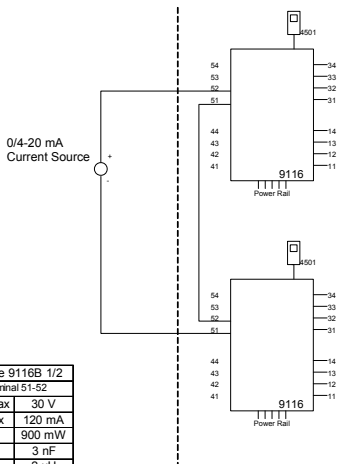 4501
54 34
53 33
52 32
51 31
0/4-20 mA
Current Source +
-
44 14
43 13
42 12
41 11
9116
Power Rail
4501
54 34
53 33
52 32
51 31
44 14
43 13
42 12
41 11
9116
Power Rail
9116B 1/2
51-52
30 V
120 mA
900 mW
3 nF